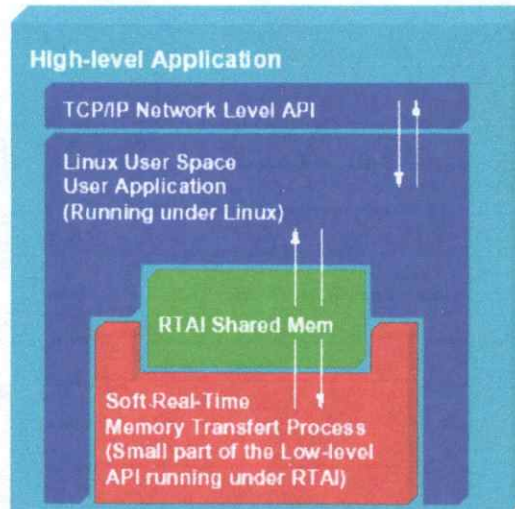 High-level Application
TCP/IP Network Level API
Linux User Space
User Application
(Running under Linux)
RTAI Shared Mem
Soft Real-Time
Memory Transfert Process
(Small part of the Low-level
API running under RTAI)